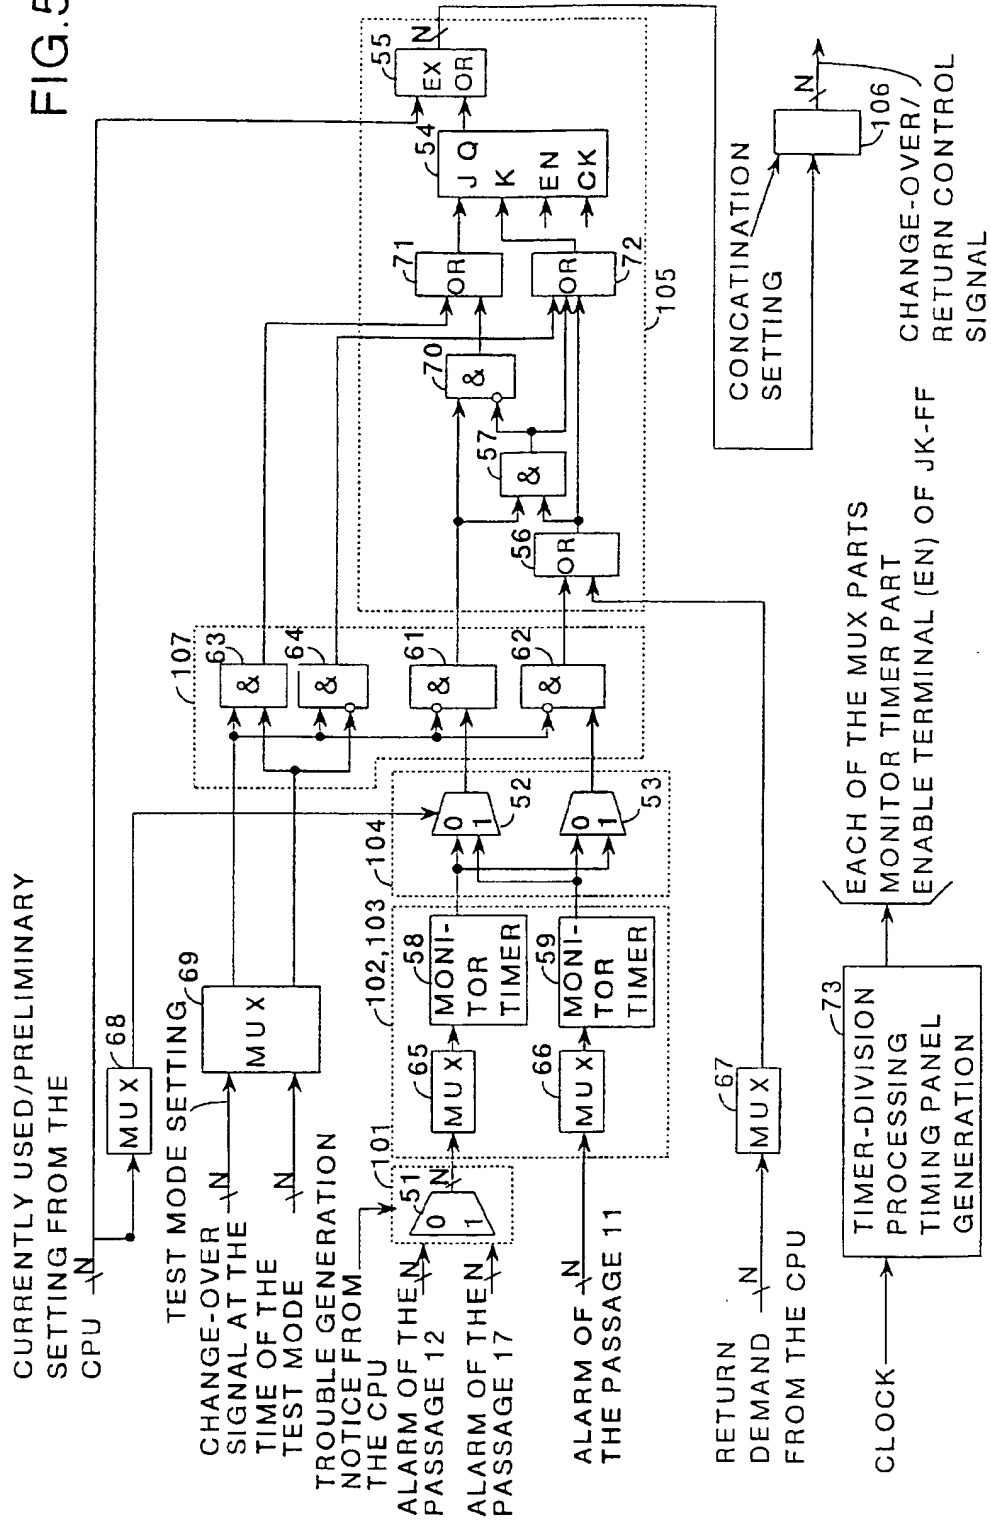 FIG.5
CURRENTLY USED/PRELIMINARY
SETTING FROM THE
CPU
N
MUX
68
TEST MODE SETTING
69
MUX
CHANGE-OVER
SIGNAL AT THE
TIME OF THE
TEST MODE
N
N
TROUBLE GENERATION
NOTICE FROM
THE CPU
101
51
0
1
N
ALARM OF THE
PASSAGE 12
N
ALARM OF THE
PASSAGE 17
N
ALARM OF
THE PASSAGE 11
N
102,103
65
MUX
66
MUX
58
MONI-
TOR
TIMER
59
MONI-
TOR
TIMER
104
0
1
52
0
1
53
107
63
&
64
&
61
&
62
&
105
56
OR
57
&
70
&
71
OR
72
OR
54
J Q
K
EN
CK
55
EX
OR
N
RETURN
DEMAND
FROM THE CPU
N
67
MUX
CONCATINATION
SETTING
N
106
CHANGE-OVER/
RETURN CONTROL
SIGNAL
CLOCK
73
TIMER-DIVISION
PROCESSING
TIMING PANEL
GENERATION
EACH OF THE MUX PARTS
MONITOR TIMER PART
ENABLE TERMINAL (EN) OF JK-FF